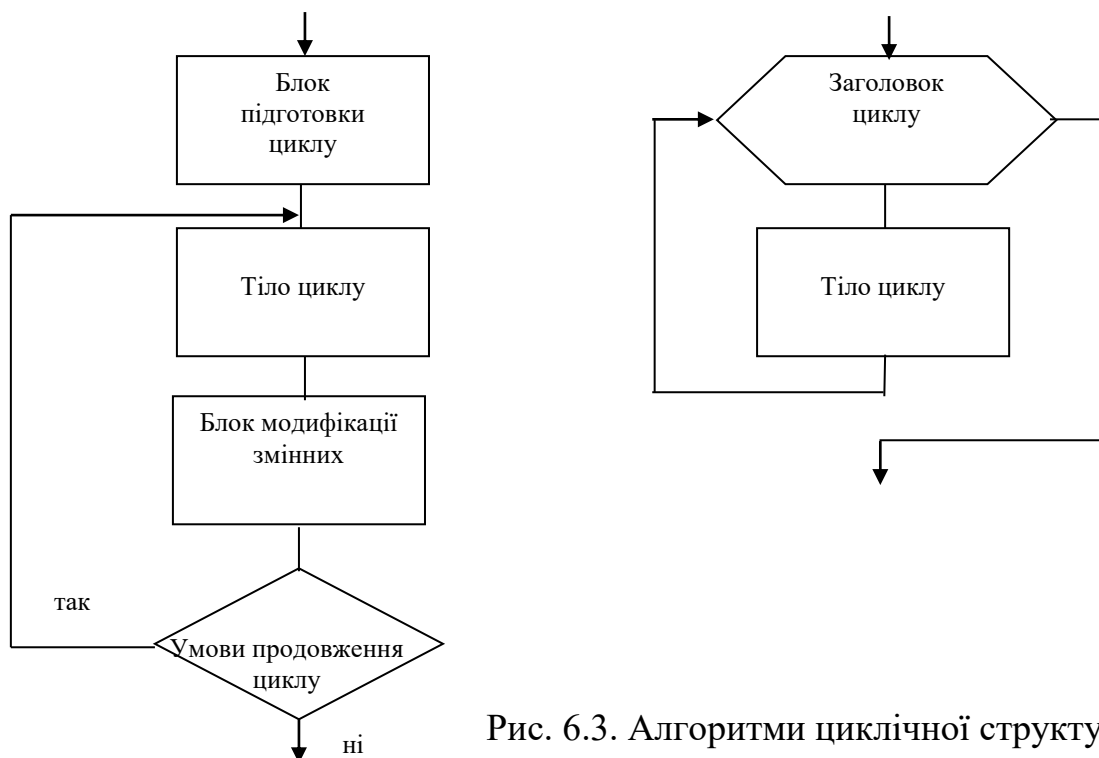 Блок
підготовки
циклу
Тіло циклу
Блок модифікації
змінних
так
Умови продовження
циклу
ні
Заголовок
циклу
Тіло циклу
Рис. 6.3. Алгоритми циклічної структу